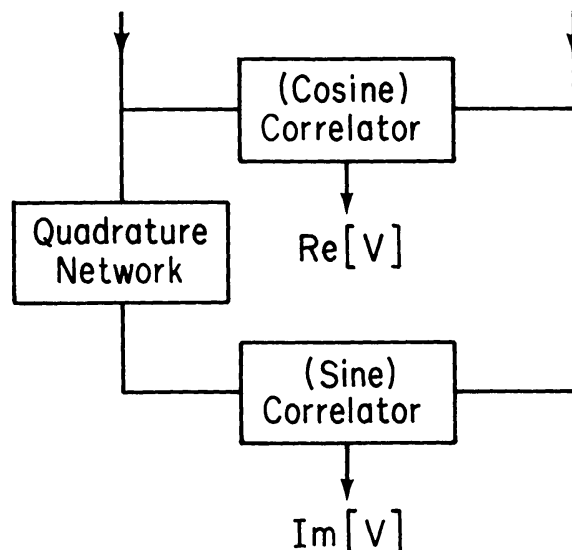 (Cosine)
Correlator
Re[V]
Quadrature
Network
(Sine)
Correlator
Im[V]